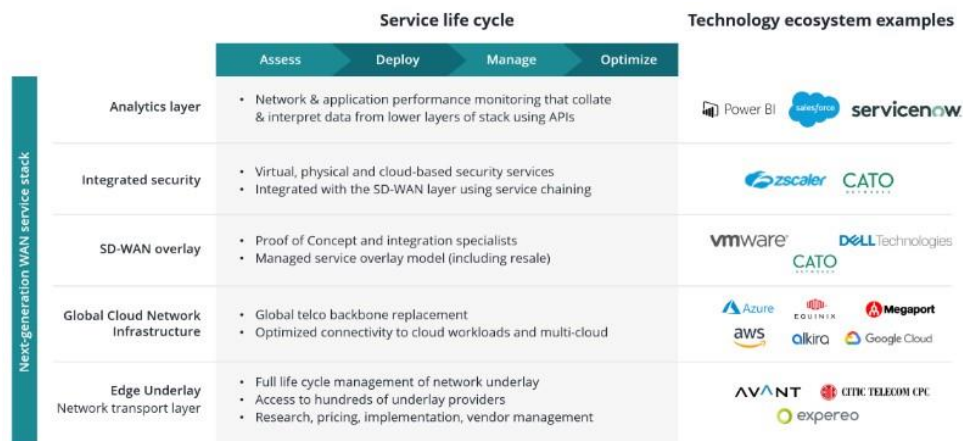 Service life cycle
Technology ecosystem examples
Assess
Deploy
Manage
Optimize
Next-generation WAN service stack
Analytics layer
• Network & application performance monitoring that collate
& interpret data from lower layers of stack using APIs
Power BI
salesforce
servicenow
Integrated security
• Virtual, physical and cloud-based security services
• Integrated with the SD-WAN layer using service chaining
zscaler
CATO
NETWORKS
SD-WAN overlay
• Proof of Concept and integration specialists
• Managed service overlay model (including resale)
vmware
DELL Technologies
CATO
NETWORKS
Global Cloud Network
Infrastructure
• Global telco backbone replacement
• Optimized connectivity to cloud workloads and multi-cloud
Azure
EQUINIX
Megaport
aws
alkira
Google Cloud
Edge Underlay
Network transport layer
• Full life cycle management of network underlay
• Access to hundreds of underlay providers
• Research, pricing, implementation, vendor management
AVANT
CITIC TELECOM CPC
expereo